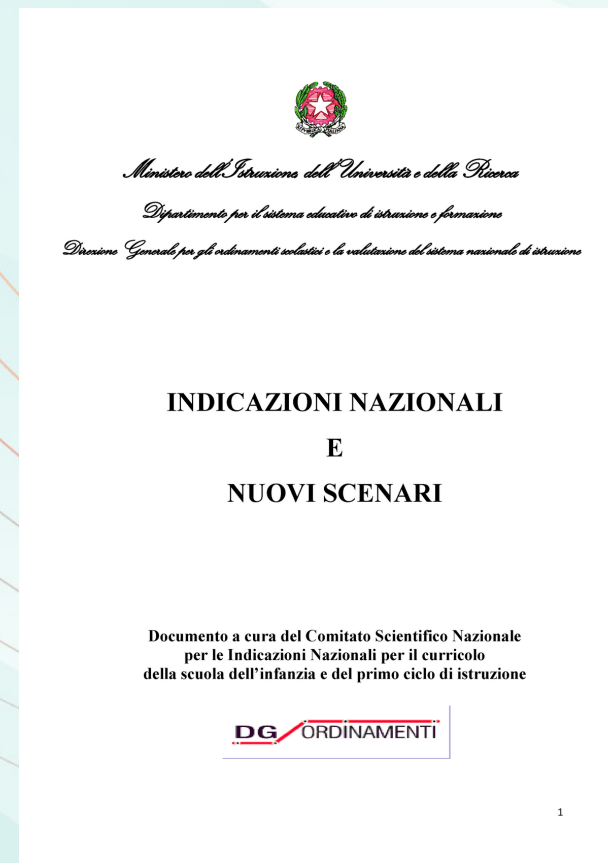 REPVBBLICA ITALIANA
Ministero dell'Istruzione, dell'Università e della Ricerca
Dipartimento per il sistema educativo di istruzione e formazione
Direzione Generale per gli ordinamenti scolastici e la valutazione del sistema nazionale di istruzione
INDICAZIONI NAZIONALI
E
NUOVI SCENARI
Documento a cura del Comitato Scientifico Nazionale
per le Indicazioni Nazionali per il curricolo
della scuola dell'infanzia e del primo ciclo di istruzione
DG ORDINAMENTI
1